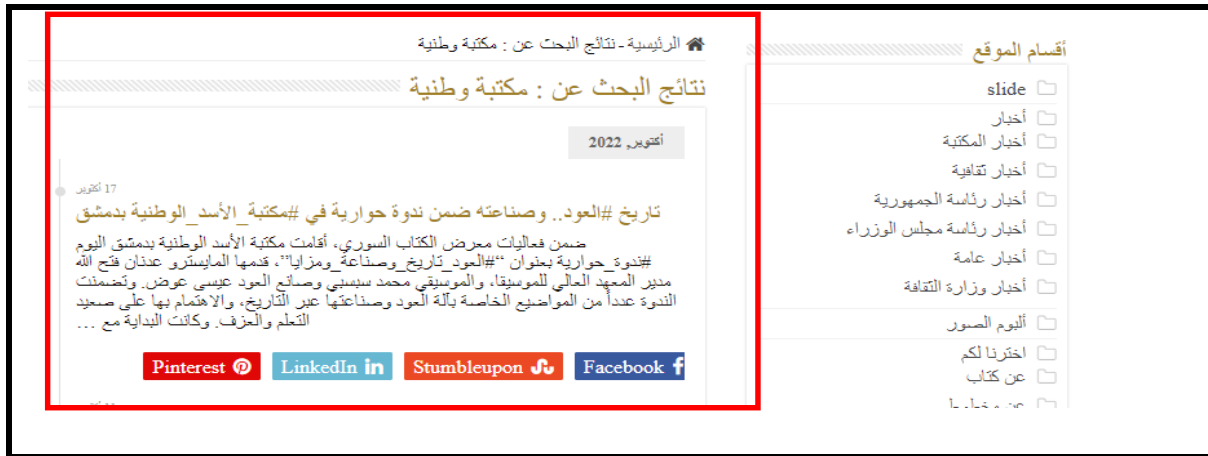 الرئيسية - نتائج البحث عن : مكتبة وطنية
نتائج البحث عن : مكتبة وطنية
أكتوبر, 2022
17 أكتوبر
تاريخ #العود.. وصناعته ضمن ندوة حوارية في #مكتبة_الأسد_الوطنية بدمشق
ضمن فعاليات معرض الكتاب السوري، أقامت مكتبة الأسد الوطنية بدمشق اليوم
#ندوة_حوارية بعنوان “#العود_تاريخ_وصناعة_ومزايا”، قدمها المايسترو عدنان فتح الله
مدير المعهد العالي للموسيقا، والموسيقي محمد سبسبي وصانع العود عيسى عوض. وتضمنت
الندوة عدداً من المواضيع الخاصة بآلة العود وصناعتها عبر التاريخ، والاهتمام بها على صعيد
التعلم والعزف. وكانت البداية مع …
Facebook
Stumbleupon
LinkedIn
Pinterest
أقسام الموقع
slide
أخبار
أخبار المكتبة
أخبار ثقافية
أخبار رئاسة الجمهورية
أخبار رئاسة مجلس الوزراء
أخبار عامة
أخبار وزارة الثقافة
ألبوم الصور
اخترنا لكم
عن كتاب